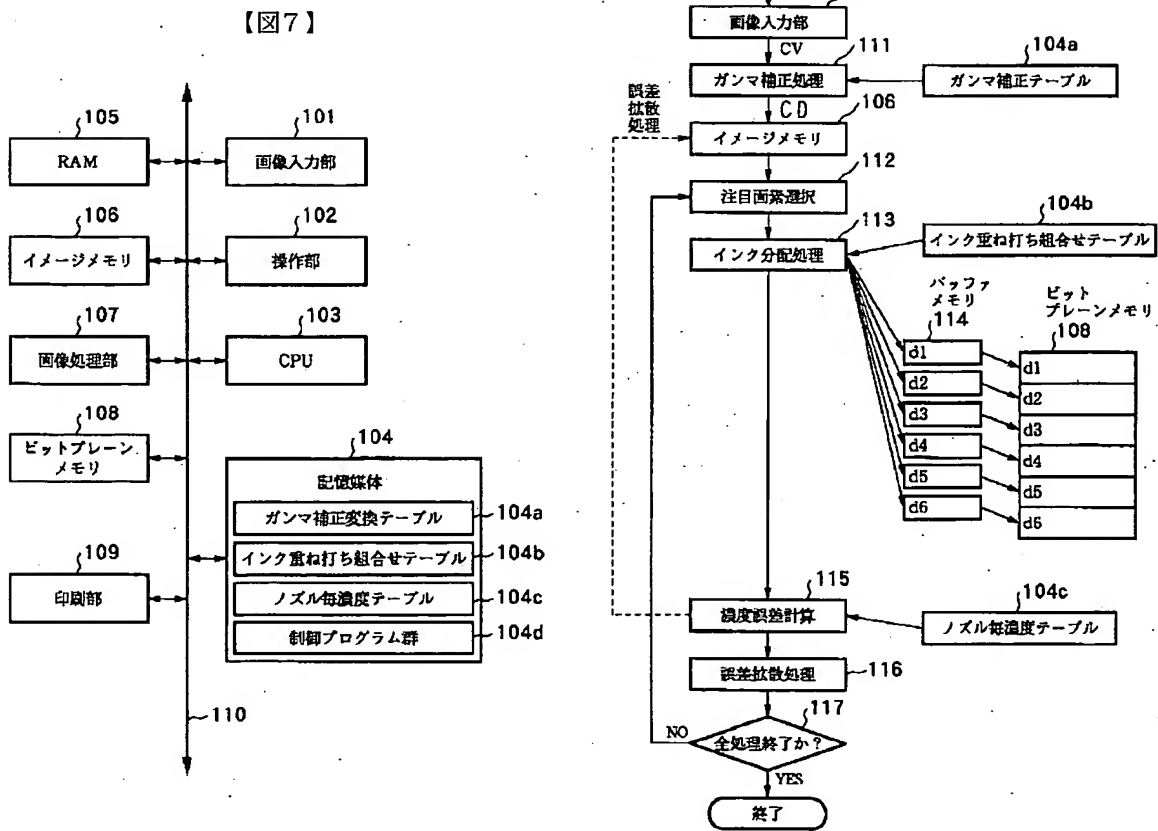 【図7】
105
RAM
101
画像入力部
106
イメージメモリ
102
操作部
107
画像処理部
103
CPU
108
ビットプレーン
メモリ
104
記憶媒体
ガンマ補正変換テーブル
104a
インク重ね打ち組合せテーブル
104b
ノズル毎濃度テーブル
104c
制御プログラム群
104d
109
印刷部
110
画像入力部
CV
111
ガンマ補正処理
104a
ガンマ補正テーブル
誤差
拡散
処理
CD
106
イメージメモリ
112
注目画素選択
113
インク分配処理
104b
インク重ね打ち組合せテーブル
バッファ
メモリ
114
ビット
プレーンメモリ
108
d1
d2
d3
d4
d5
d6
d1
d2
d3
d4
d5
d6
115
濃度誤差計算
104c
ノズル毎濃度テーブル
誤差拡散処理
116
117
全処理終了か?
NO
YES
終了